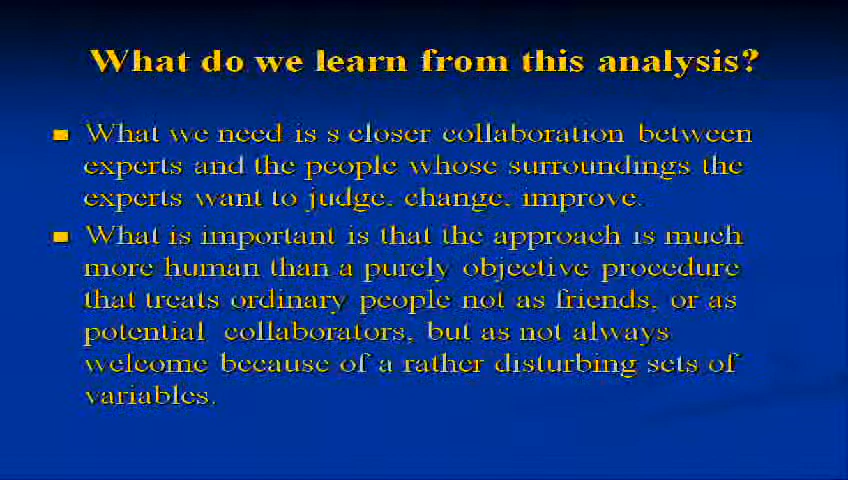 What do we learn from this analysis?
What we need is s closer collaboration between
experts and the people whose surroundings the
experts want to judge, change, improve.
What is important is that the approach is much
more human than a purely objective procedure
that treats ordinary people not as friends, or as
potential collaborators, but as not always
welcome because of a rather disturbing sets of
variables.